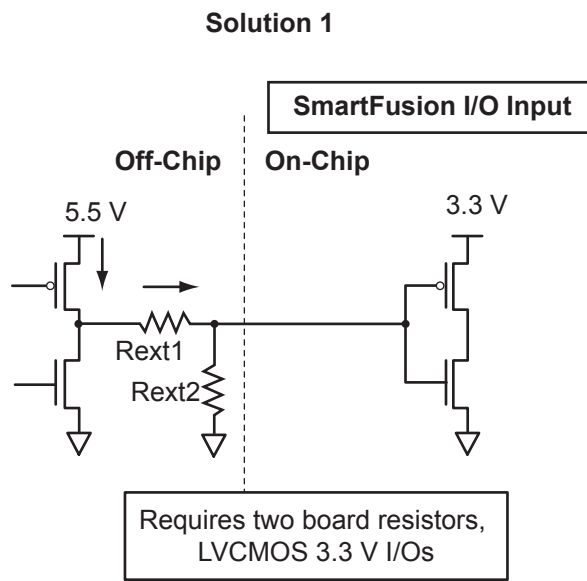 Solution 1
SmartFusion I/O Input
Off-Chip
On-Chip
5.5 V
3.3 V
Rext1
Rext2
Requires two board resistors,
LVCMOS 3.3 V I/Os